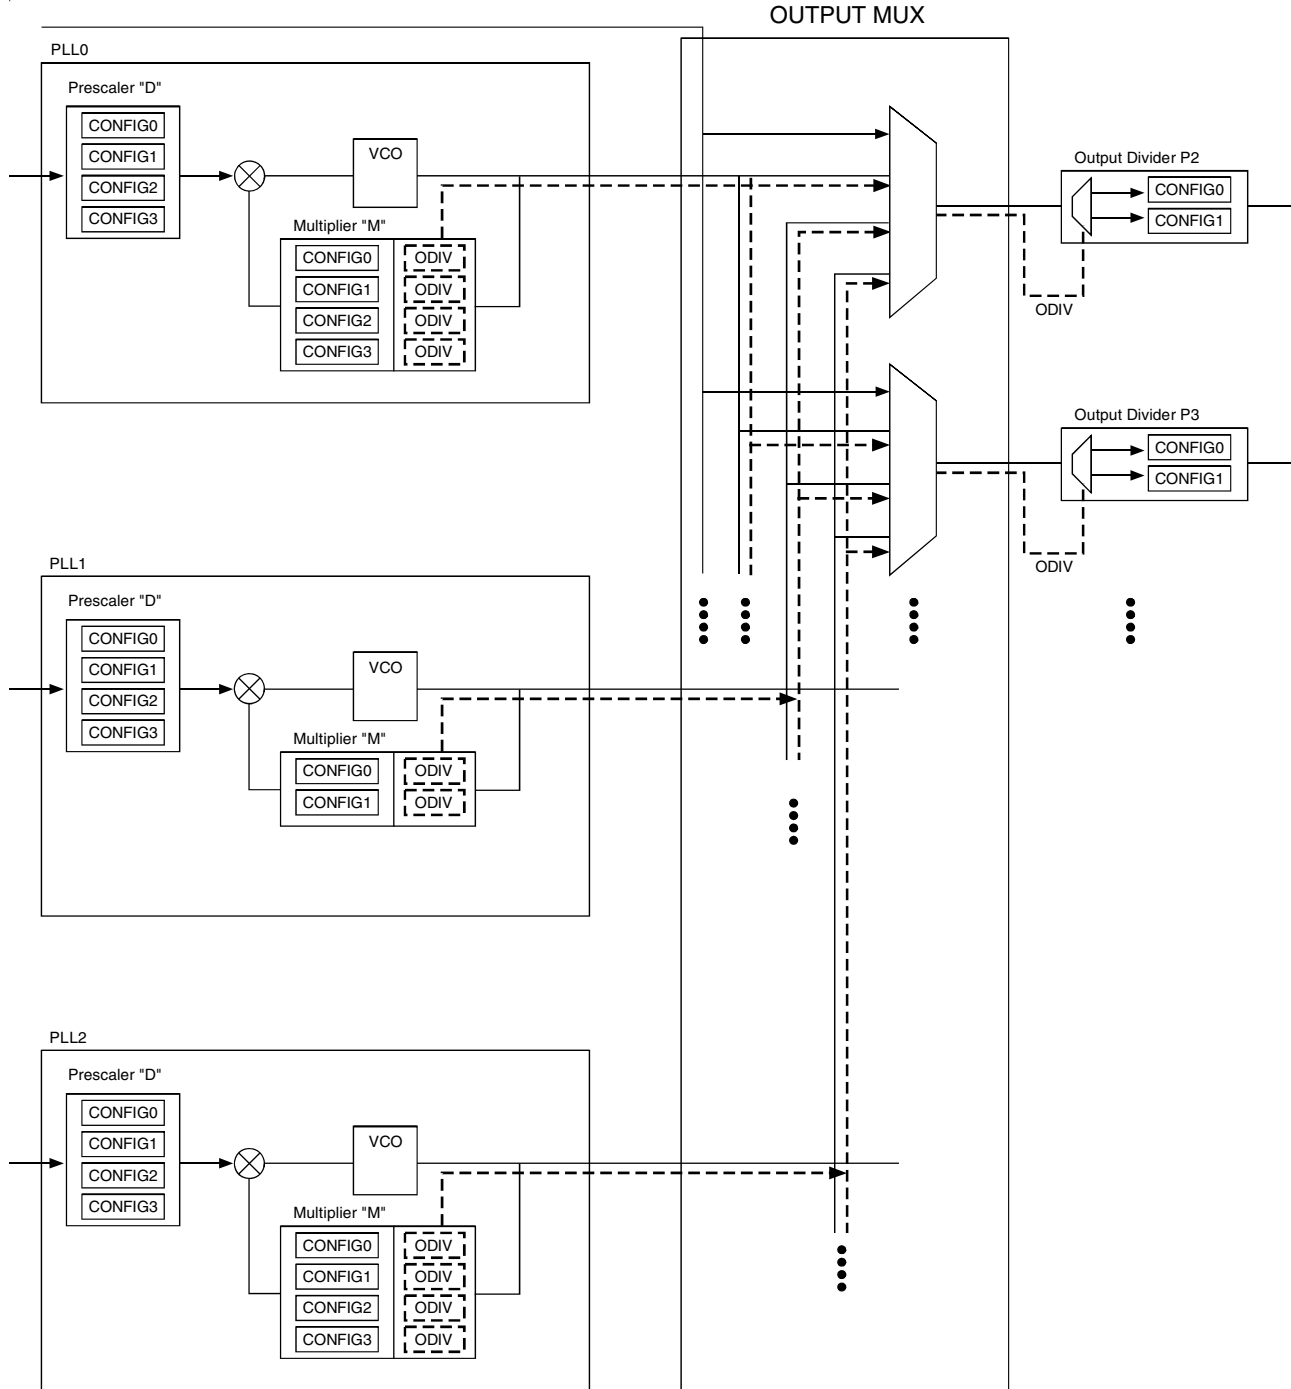 OUTPUT MUX
PLL0
Prescaler "D"
CONFIG0
CONFIG1
CONFIG2
CONFIG3
VCO
Multiplier "M"
CONFIG0 ODIV
CONFIG1 ODIV
CONFIG2 ODIV
CONFIG3 ODIV
Output Divider P2
CONFIG0
CONFIG1
ODIV
Output Divider P3
CONFIG0
CONFIG1
ODIV
PLL1
Prescaler "D"
CONFIG0
CONFIG1
CONFIG2
CONFIG3
VCO
Multiplier "M"
CONFIG0 ODIV
CONFIG1 ODIV
PLL2
Prescaler "D"
CONFIG0
CONFIG1
CONFIG2
CONFIG3
VCO
Multiplier "M"
CONFIG0 ODIV
CONFIG1 ODIV
CONFIG2 ODIV
CONFIG3 ODIV